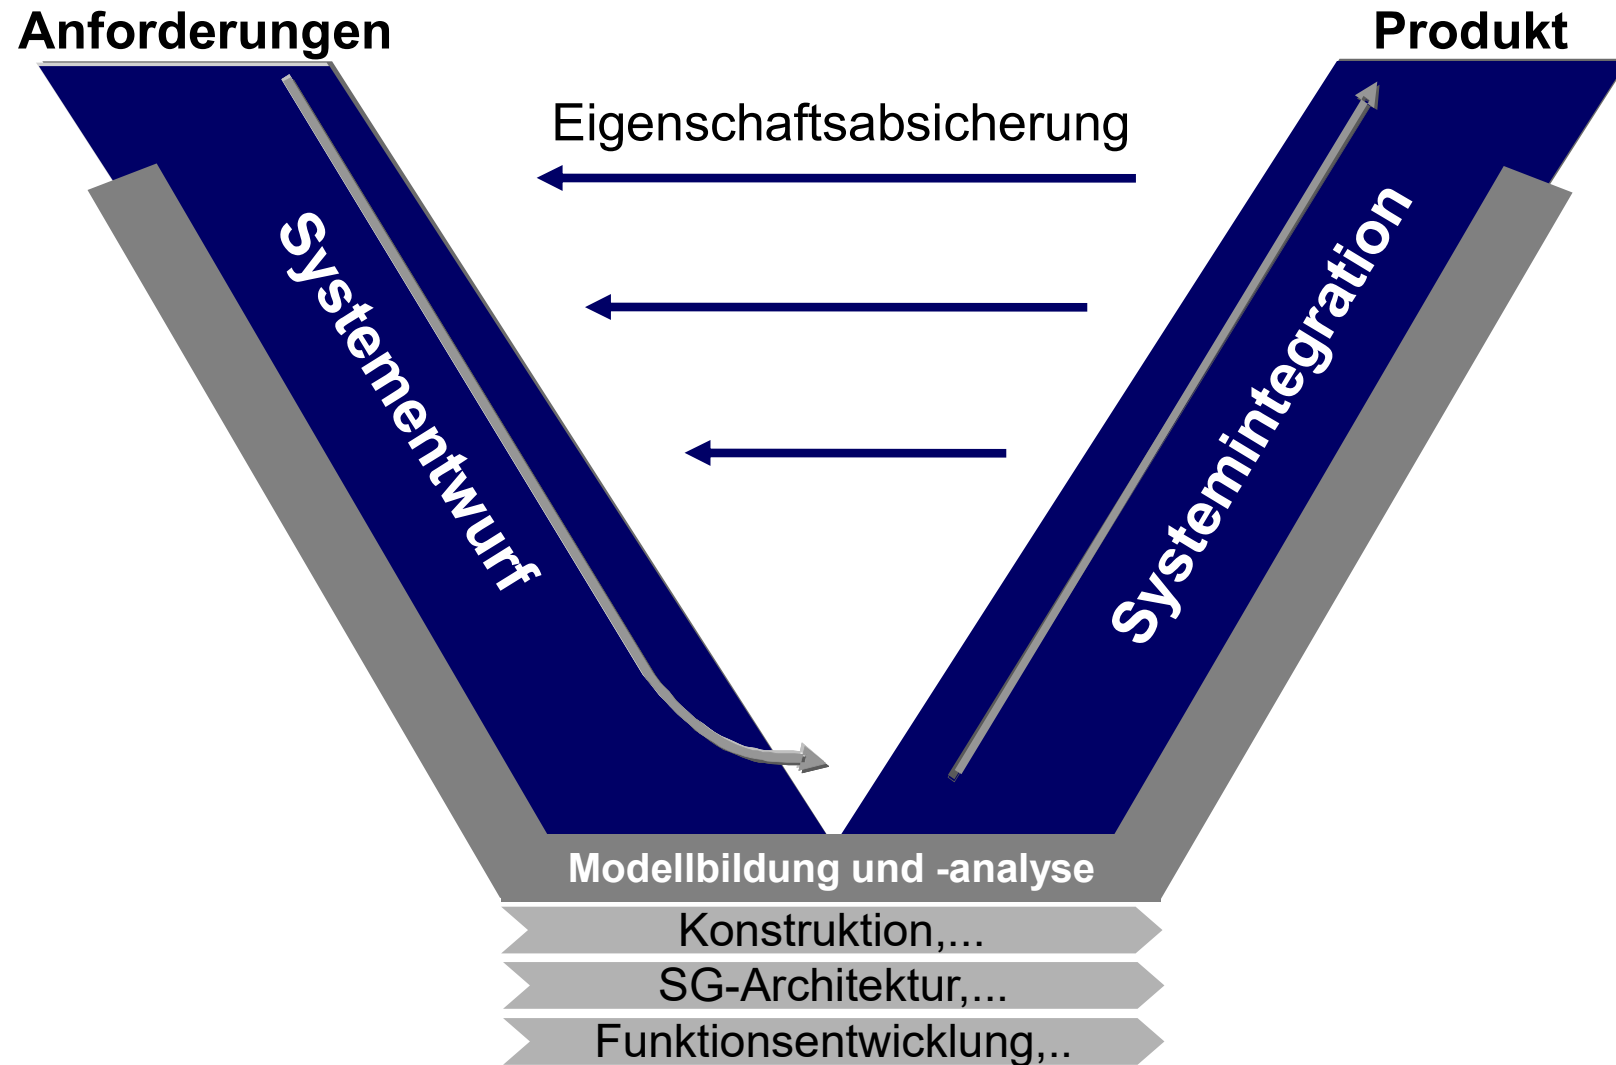 Anforderungen
Produkt
Eigenschaftsabsicherung
Systementwurf
Systemintegration
Modellbildung und -analyse
Konstruktion,...
SG-Architektur,...
Funktionsentwicklung,..